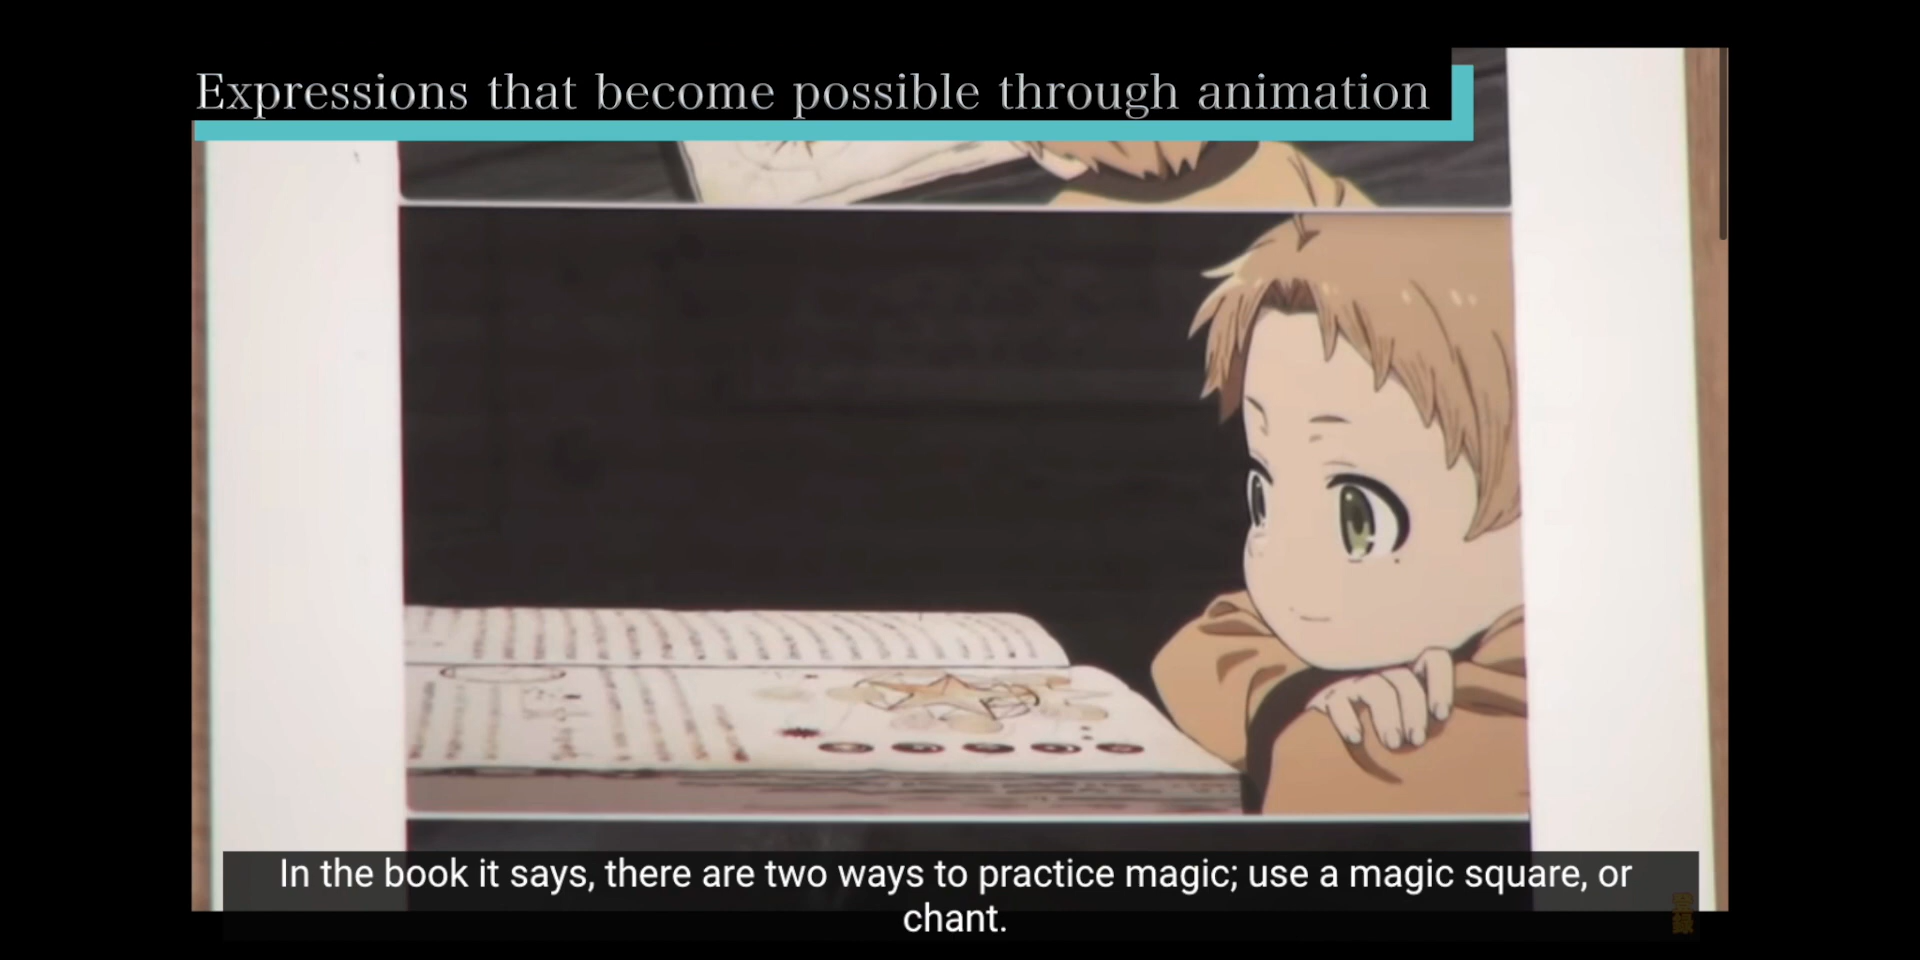 Expressions that become possible through animation
In the book it says, there are two ways to practice magic; use a magic square, or
chant.